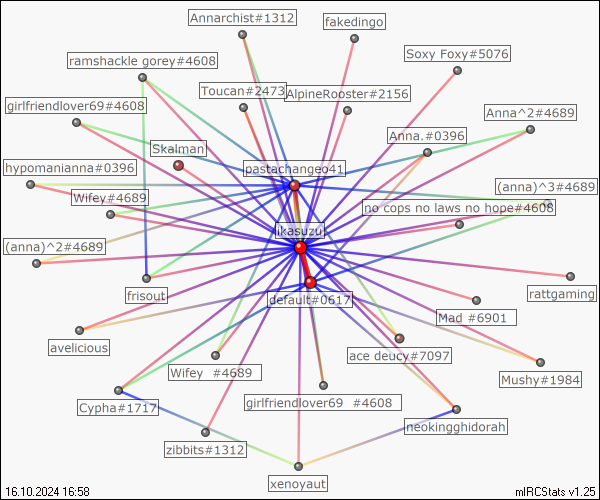 Annarchist#1312
fakedingo
Soxy Foxy#5076
ramshackle gorey#4608
Toucan#2473
AlpineRooster#2156
girlfriendlover69#4608
Anna^2#4689
Anna.#0396
Skalman
pastachangeo41
hypomanianna#0396
(anna)^3#4689
Wifey#4689
no cops no laws no hope#4608
ikasuzu
(anna)^2#4689
frisout
rattgaming
default#0617
Mad #6901
avelicious
ace deucy#7097
Wifey #4689
Mushy#1984
girlfriendlover69 #4608
Cypha#1717
neokingghidorah
zibbits#1312
xenoyaut
16.10.2024 16:58
mIRCStats v1.25